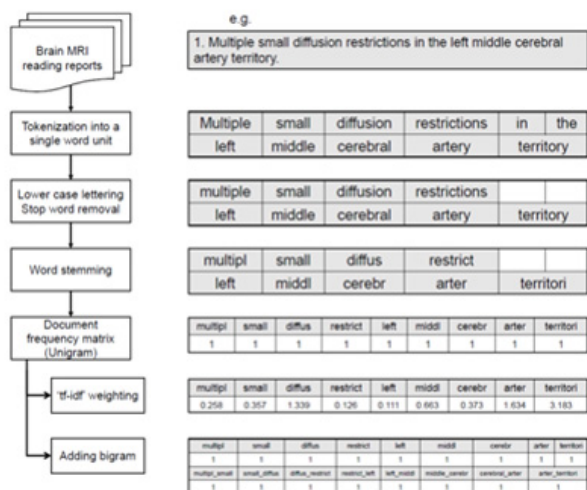 e.g.
Brain MRI
reading reports
1. Multiple small diffusion restrictions in the left middle cerebral
artery territory.
Tokenization into a
single word unit
Multiple small diffusion restrictions in the
left middle cerebral artery territory
Lower case lettering
Stop word removal
multiple small diffusion restrictions
left middle cerebral artery territory
Word stemming
multipl small diffus restrict
left middl cerebr arter territori
Document
frequency matrix
(Unigram)
multipl small diffus restrict left middl cerebr arter territori
1 1 1 1 1 1 1 1 1
'tf-idf' weighting
multipl small diffus restrict left middl cerebr arter territori
0.258 0.357 1.339 0.126 0.111 0.663 0.373 1.634 3.183
Adding bigram
multipl small diffus restrict left middl cerebr arter territori
1 1 1 1 1 1 1 1 1
multipl_small small_diffus diffus_restrict restrict_left left_middl middle_cerebr cerebral_arter arter_territori
1 1 1 1 1 1 1 1